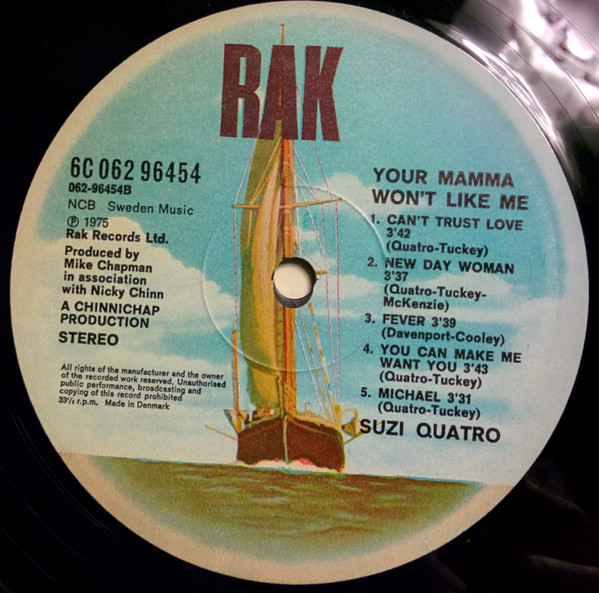 RAK
6C 062 96454
062-96454B
NCB Sweden Music
Ⓟ 1975
Rak Records Ltd.
Produced by
Mike Chapman
in association
with Nicky Chinn
A CHINNICHAP
PRODUCTION
STEREO
All rights of the manufacturer and the owner
of the recorded work reserved. Unauthorised
public performance, broadcasting and
copying of this record prohibited
33⅓ r.p.m. Made in Denmark
YOUR MAMMA
WON'T LIKE ME
1. CAN'T TRUST LOVE
3'42
(Quatro-Tuckey)
2. NEW DAY WOMAN
3'37
(Quatro-Tuckey-
McKenzie)
3. FEVER 3'39
(Davenport-Cooley)
4. YOU CAN MAKE ME
WANT YOU 3'43
(Quatro-Tuckey)
5. MICHAEL 3'31
(Quatro-Tuckey)
SUZI QUATRO